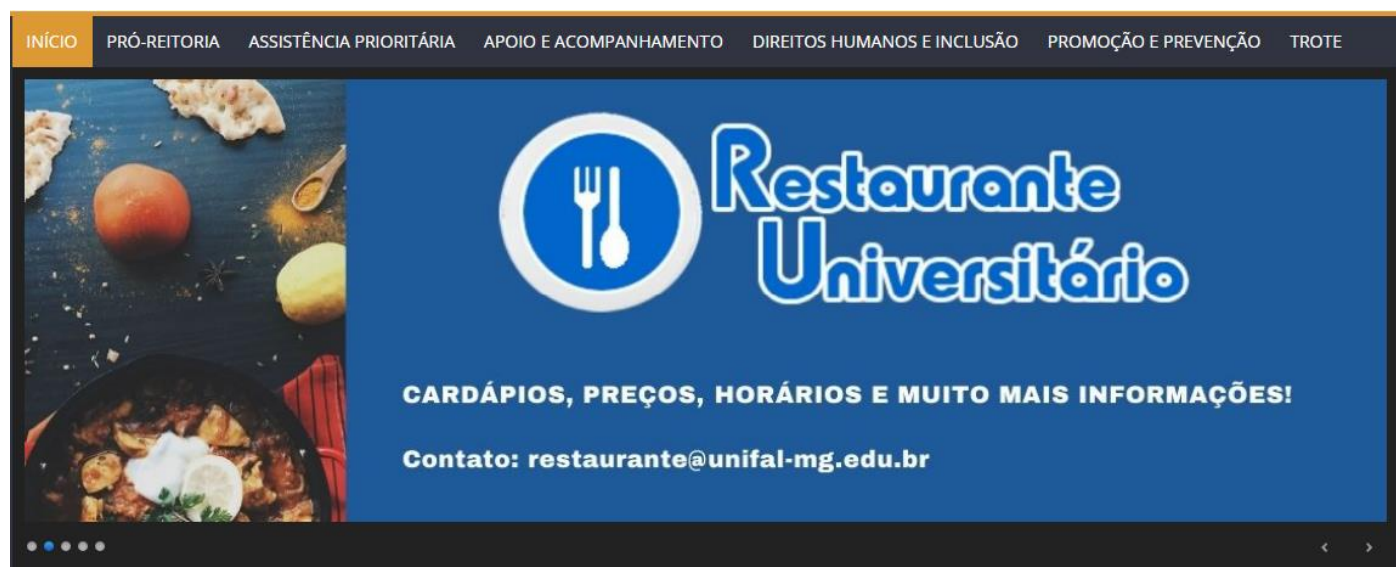 INÍCIO PRÓ-REITORIA ASSISTÊNCIA PRIORITÁRIA APOIO E ACOMPANHAMENTO DIREITOS HUMANOS E INCLUSÃO PROMOÇÃO E PREVENÇÃO TROTE
Restaurante
Universitário
CARDÁPIOS, PREÇOS, HORÁRIOS E MUITO MAIS INFORMAÇÕES!
Contato: restaurante@unifal-mg.edu.br